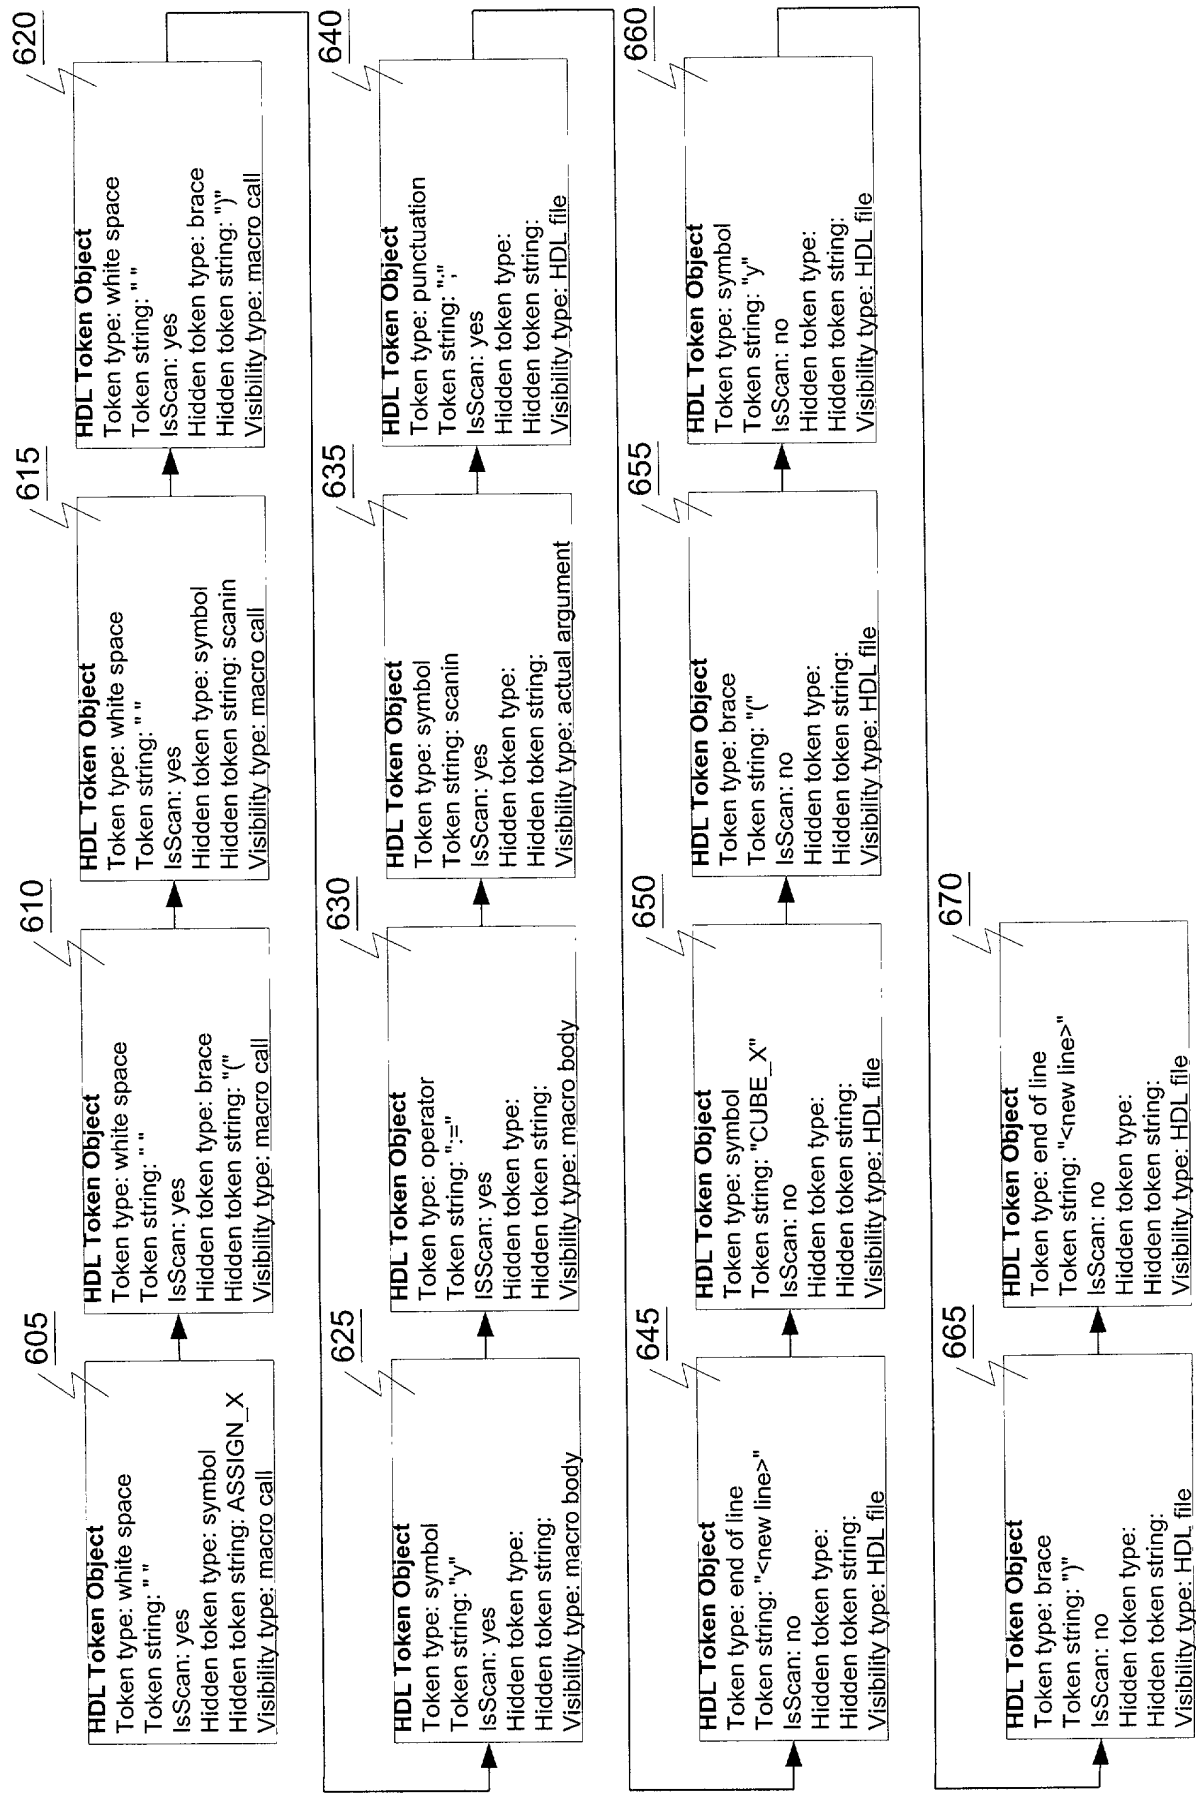 605
HDL Token Object
Token type: white space
Token string: " "
IsScan: yes
Hidden token type: symbol
Hidden token string: ASSIGN_X
Visibility type: macro call
610
HDL Token Object
Token type: white space
Token string: " "
IsScan: yes
Hidden token type: brace
Hidden token string: "("
Visibility type: macro call
615
HDL Token Object
Token type: white space
Token string: " "
IsScan: yes
Hidden token type: symbol
Hidden token string: scanin
Visibility type: macro call
620
HDL Token Object
Token type: white space
Token string: " "
IsScan: yes
Hidden token type: brace
Hidden token string: ")"
Visibility type: macro call
625
HDL Token Object
Token type: symbol
Token string: "y"
IsScan: yes
Hidden token type:
Hidden token string:
Visibility type: macro body
630
HDL Token Object
Token type: operator
Token string: ":="
ISScan: yes
Hidden token type:
Hidden token string:
Visibility type: macro body
635
HDL Token Object
Token type: symbol
Token string: scanin
IsScan: yes
Hidden token type:
Hidden token string:
Visibility type: actual argument
640
HDL Token Object
Token type: punctuation
Token string: ";"
IsScan: yes
Hidden token type:
Hidden token string:
Visibility type: HDL file
645
HDL Token Object
Token type: end of line
Token string: "<new line>"
IsScan: no
Hidden token type:
Hidden token string:
Visibility type: HDL file
650
HDL Token Object
Token type: symbol
Token string: "CUBE_X"
IsScan: no
Hidden token type:
Hidden token string:
Visibility type: HDL file
655
HDL Token Object
Token type: brace
Token string: "("
IsScan: no
Hidden token type:
Hidden token string:
Visibility type: HDL file
660
HDL Token Object
Token type: symbol
Token string: "y"
IsScan: no
Hidden token type:
Hidden token string:
Visibility type: HDL file
665
HDL Token Object
Token type: brace
Token string: ")"
IsScan: no
Hidden token type:
Hidden token string:
Visibility type: HDL file
670
HDL Token Object
Token type: end of line
Token string: "<new line>"
IsScan: no
Hidden token type:
Hidden token string:
Visibility type: HDL file